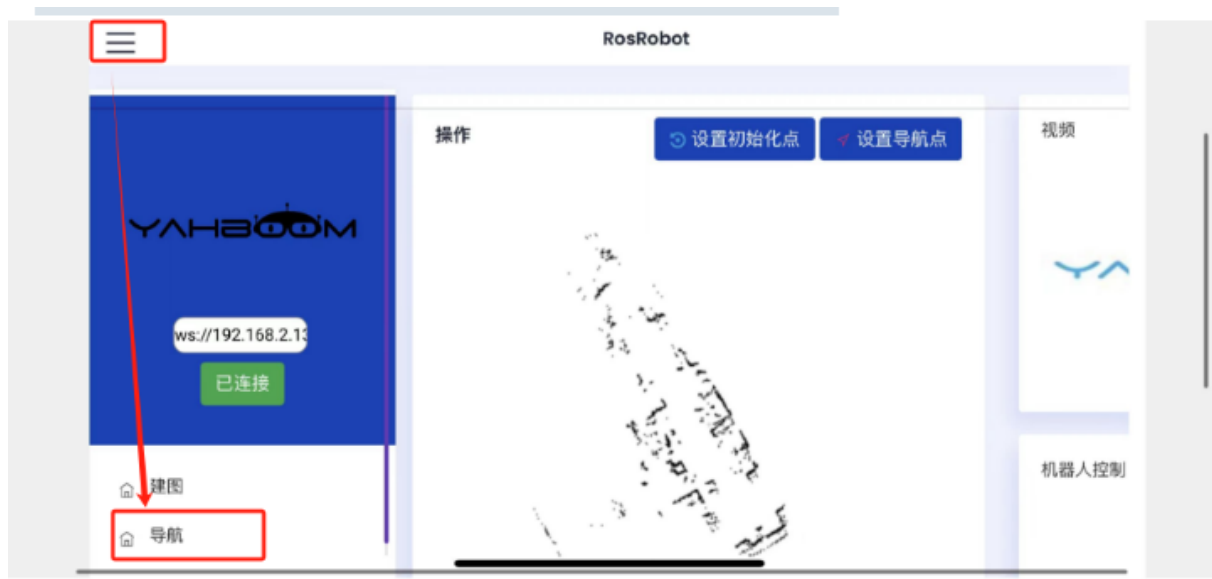 RosRobot
YAHBOOM
ws://192.168.2.13
已连接
建图
导航
操作
设置初始化点
设置导航点
视频
机器人控制